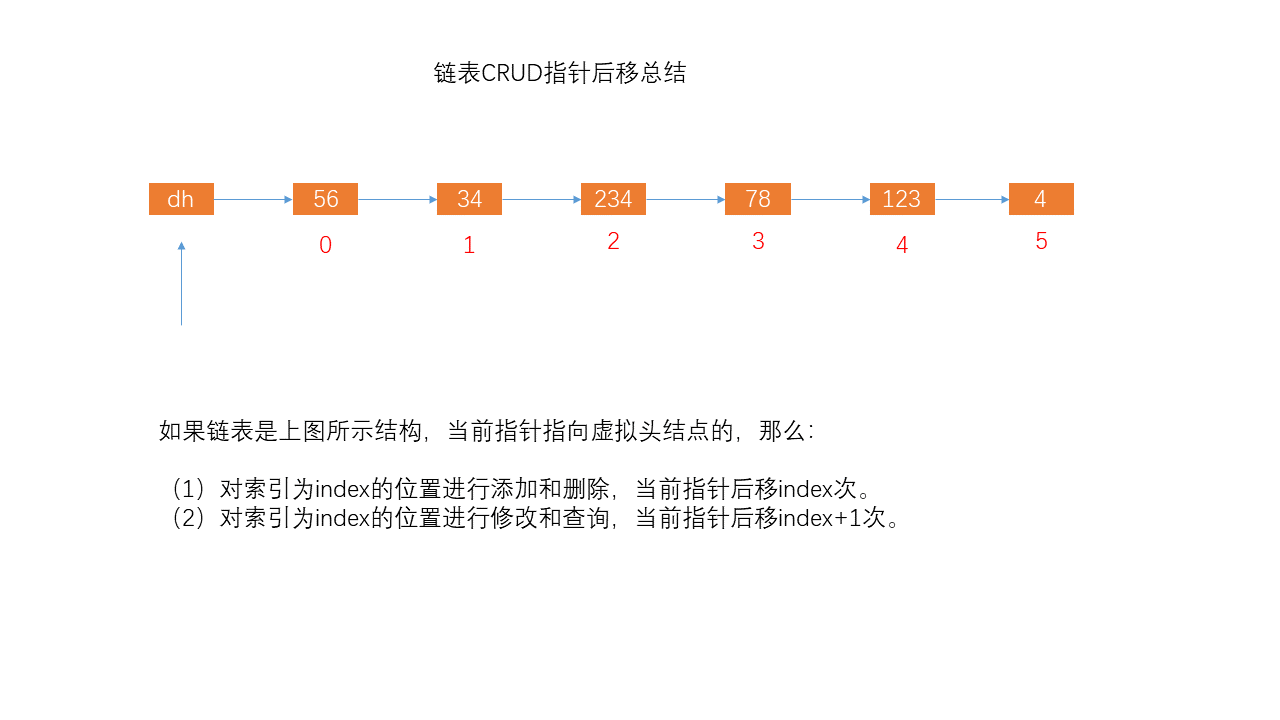 链表CRUD指针后移总结
dh 56 34 234 78 123 4
0 1 2 3 4 5
如果链表是上图所示结构，当前指针指向虚拟头结点的，那么：
（1）对索引为index的位置进行添加和删除，当前指针后移index次。
（2）对索引为index的位置进行修改和查询，当前指针后移index+1次。